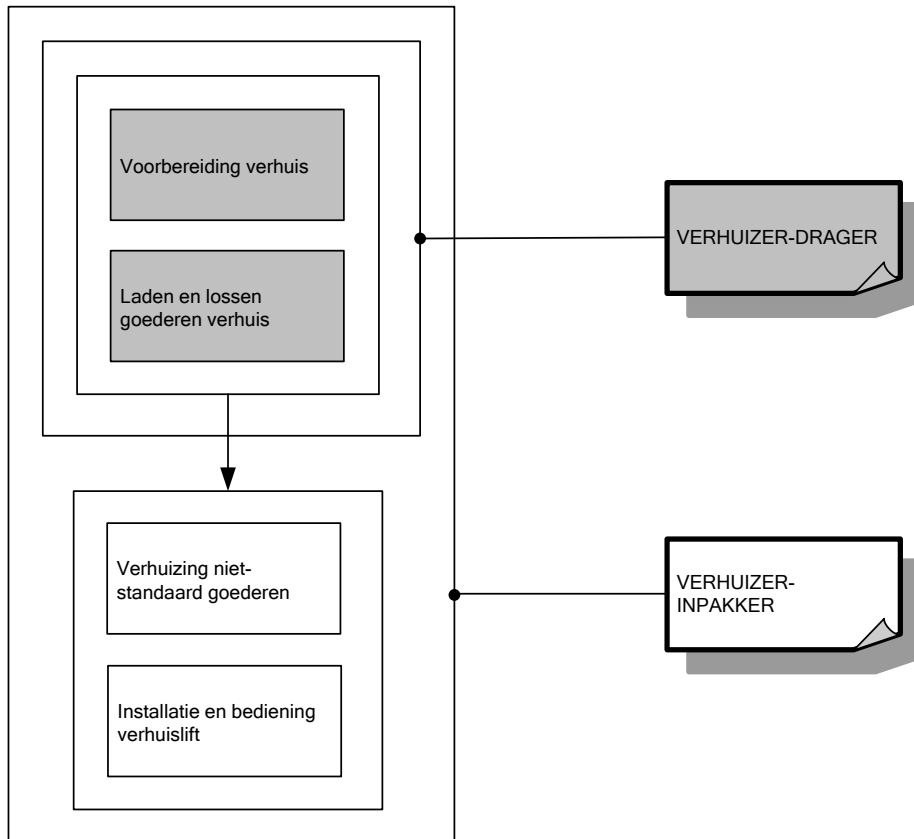 Voorbereiding verhuis
VERHUIZER-DRAGER
Laden en lossen
goederen verhuis
Verhuizing niet-
standaard goederen
VERHUIZER-
INPAKKER
Installatie en bediening
verhuislift